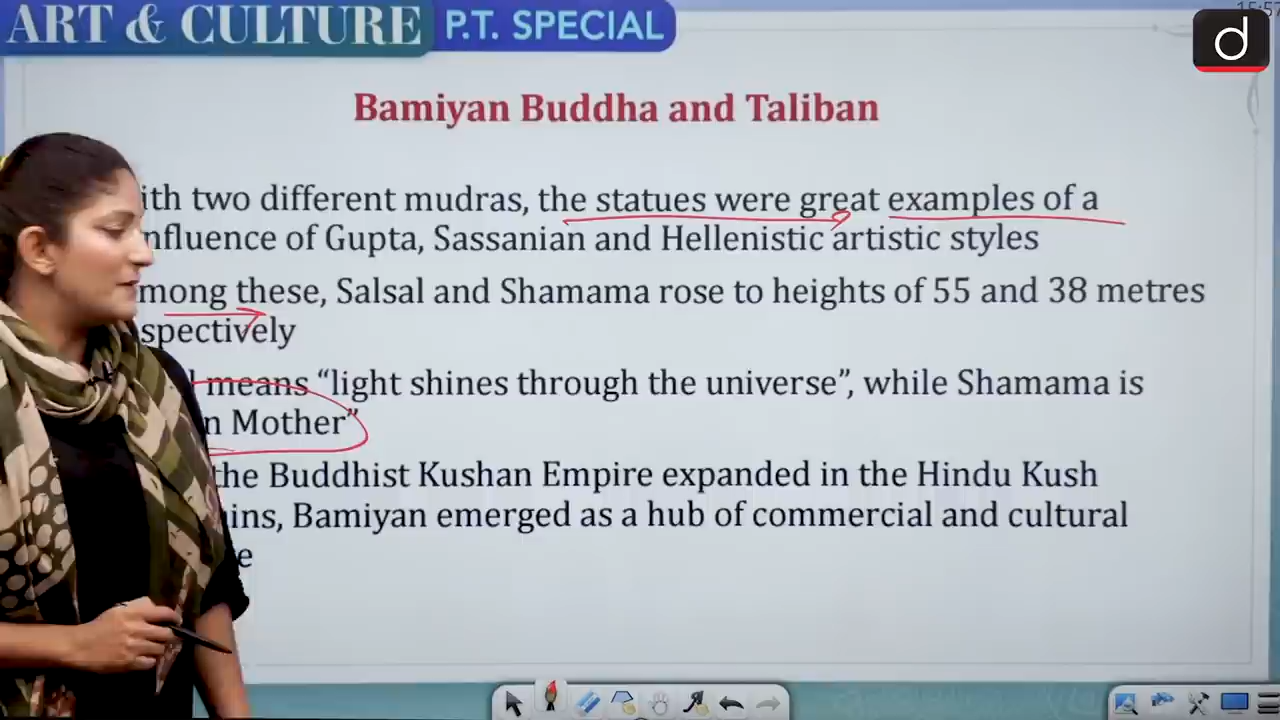 ART & CULTURE P.T. SPECIAL
d
Bamiyan Buddha and Taliban
ith two different mudras, the statues were great examples of a
nfluence of Gupta, Sassanian and Hellenistic artistic styles
mong these, Salsal and Shamama rose to heights of 55 and 38 metres
spectively
l means “light shines through the universe”, while Shamama is
n Mother”
the Buddhist Kushan Empire expanded in the Hindu Kush
ins, Bamiyan emerged as a hub of commercial and cultural
e